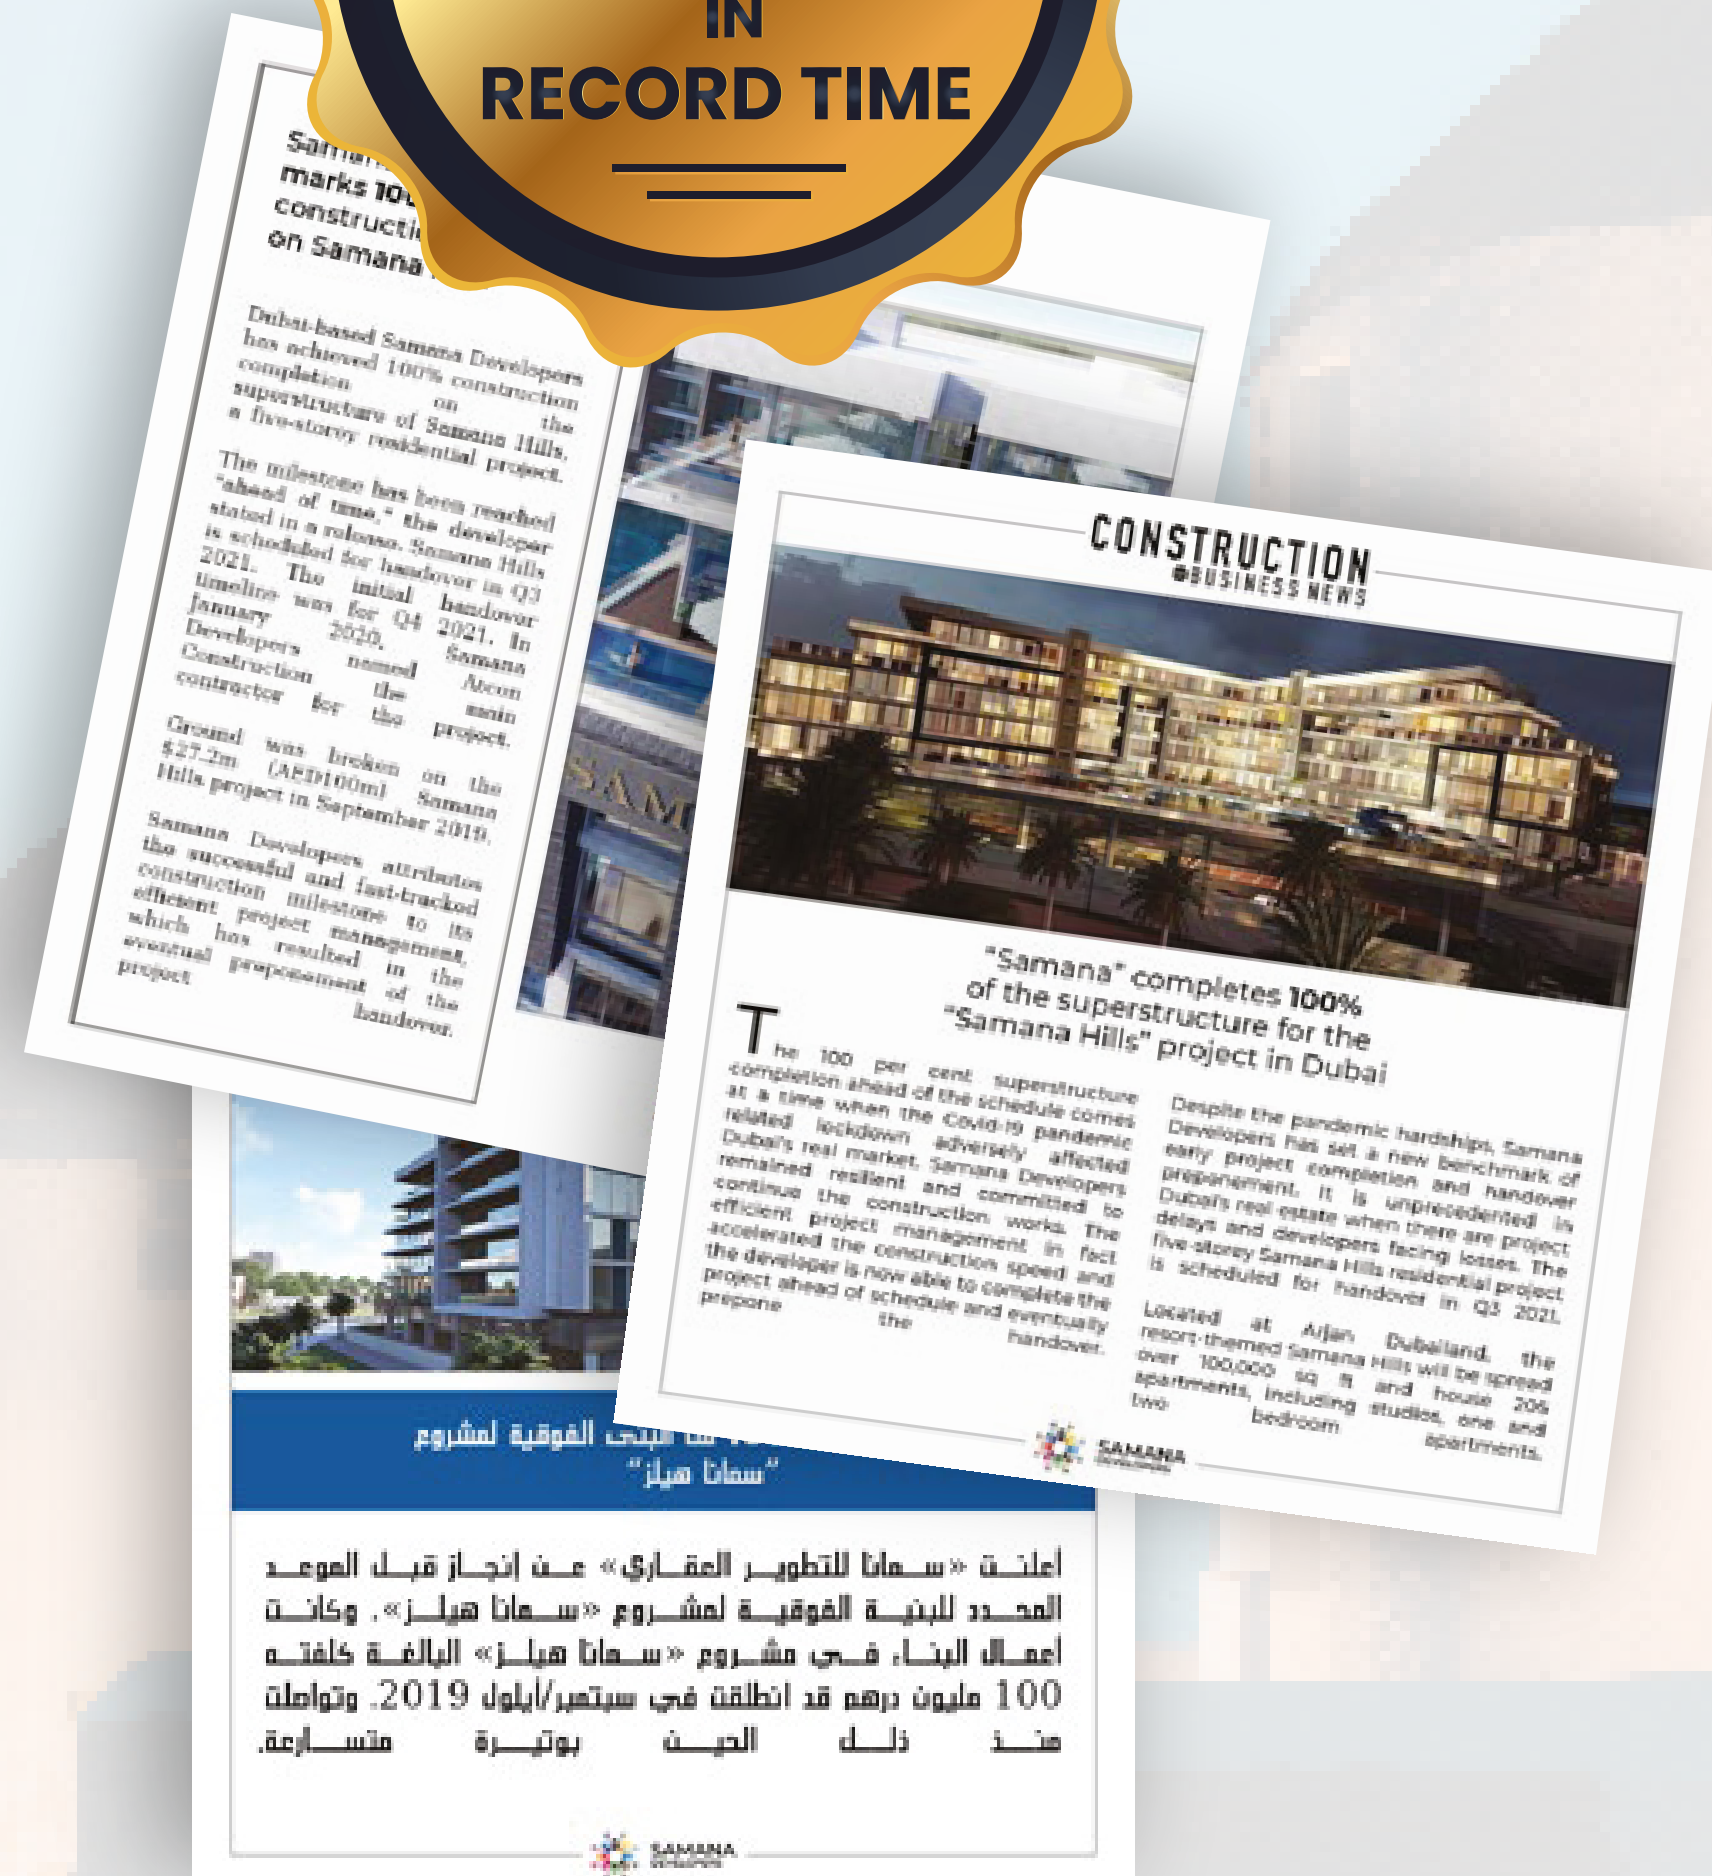 IN
RECORD TIME
marks
on Samana
Dubai-based Samana Developers
has achieved 100% construction
completion on the
superstructure of Samana Hills,
a five-storey residential project.
The milestone has been reached
"ahead of time," the developer
stated in a release. Samana Hills
is scheduled for handover in Q3
2021. The initial handover
timeline was for Q4 2021. In
January 2020, Samana
Developers named Atcon
Construction the main
contractor for the project.
Ground was broken on the
$27.2m (AED100m) Samana
Hills project in September 2019.
Samana Developers attributes
the successful and fast-tracked
construction milestone to its
efficient project management,
which has resulted in the
eventual preponement of the
project handover.
SAM
CONSTRUCTION
BUSINESS NEWS
"Samana" completes 100%
of the superstructure for the
"Samana Hills" project in Dubai
The 100 per cent superstructure
completion ahead of the schedule comes
at a time when the Covid-19 pandemic
related lockdown adversely affected
Dubai's real market. Samana Developers
remained resilient and committed to
continue the construction works. The
efficient project management, in fact,
accelerated the construction speed and
the developer is now able to complete the
project ahead of schedule and eventually
prepone the handover.
Despite the pandemic hardships, Samana
Developers has set a new benchmark of
early project completion and handover
preponement. It is unprecedented in
Dubai's real estate when there are project
delays and developers facing losses. The
five-storey Samana Hills residential project
is scheduled for handover in Q3 2021.
Located at Arjan Dubailand, the
resort-themed Samana Hills will be spread
over 100,000 sq ft and house 206
apartments, including studios, one and
two bedroom apartments.
SAMANA
البنى الفوقية لمشروع
"سمانا هيلز"
أعلنت «سمانا للتطوير العقاري» عن إنجاز قبل الموعد
المحدد للبنية الفوقية لمشروع «سمانا هيلز». وكانت
أعمال البناء في مشروع «سمانا هيلز» البالغة كلفته
100 مليون درهم قد انطلقت في سبتمبر/أيلول 2019. وتواصلت
منذ ذلك الحين بوتيرة متسارعة.
SAMANA